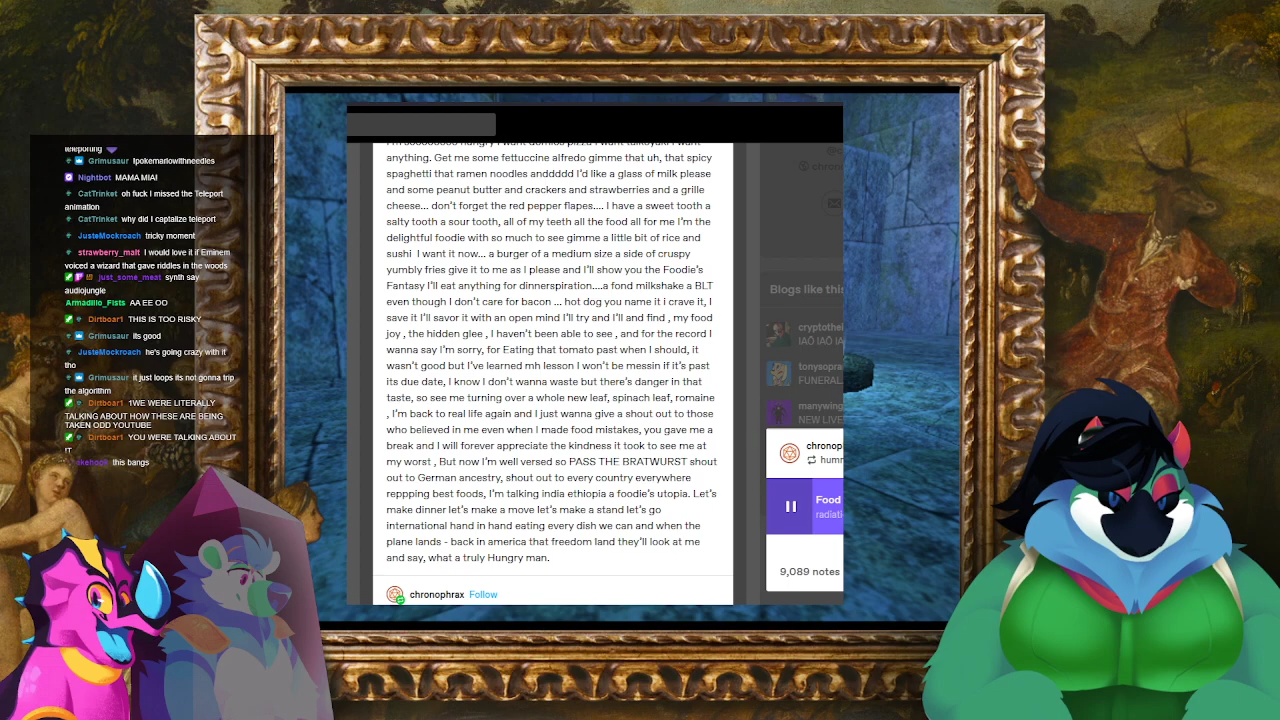 teleporting
Grimusaur Ipokemariowithneedies
Nightbot MAMA MIA!
CatTrinket oh fuck I missed the Teleport
animation
CatTrinket why did I captalize teleport
JusteMockroach tricky moment
strawberry_malt I would love it if Eminem
voiced a wizard that gave riddles in the woods
just_some_meat synth say
audiojungle
Armadillo_Fists AA EE OO
Dirtboar1 THIS IS TOO RISKY
Grimusaur its good
JusteMockroach he's going crazy with it
tho
Grimusaur it just loops its not gonna trip
the algorithm
Dirtboar1 1WE WERE LITERALLY
TALKING ABOUT HOW THESE ARE BEING
TAKEN ODD YOUTUBE
Dirtboar1 YOU WERE TALKING ABOUT
IT
this bangs
anything. Get me some fettuccine alfredo gimme that uh, that spicy
spaghetti that ramen noodles anddddd I'd like a glass of milk please
and some peanut butter and crackers and strawberries and a grille
cheese... don't forget the red pepper flapes.... I have a sweet tooth a
salty tooth a sour tooth, all of my teeth all the food all for me I'm the
delightful foodie with so much to see gimme a little bit of rice and
sushi I want it now... a burger of a medium size a side of cruspy
yumbly fries give it to me as I please and I'll show you the Foodie's
Fantasy I'll eat anything for dinnerspiration....a fond milkshake a BLT
even though I don't care for bacon ... hot dog you name it i crave it, I
save it I'll savor it with an open mind I'll try and I'll and find , my food
joy , the hidden glee , I haven't been able to see , and for the record I
wanna say I'm sorry, for Eating that tomato past when I should, it
wasn't good but I've learned mh lesson I won't be messin if it's past
its due date, I know I don't wanna waste but there's danger in that
taste, so see me turning over a whole new leaf, spinach leaf, romaine
, I'm back to real life again and I just wanna give a shout out to those
who believed in me even when I made food mistakes, you gave me a
break and I will forever appreciate the kindness it took to see me at
my worst , But now I'm well versed so PASS THE BRATWURST shout
out to German ancestry, shout out to every country everywhere
reppping best foods, I'm talking india ethiopia a foodie's utopia. Let's
make dinner let's make a move let's make a stand let's go
international hand in hand eating every dish we can and when the
plane lands - back in america that freedom land they'll look at me
and say, what a truly Hungry man.
chronophrax Follow
chron
Blogs like thi
cryptothe
IAŌ IAŌ IA
tonysopra
FUNERAL
manywing
NEW LIVE
chronop
humr
Food
radiati
9,089 notes